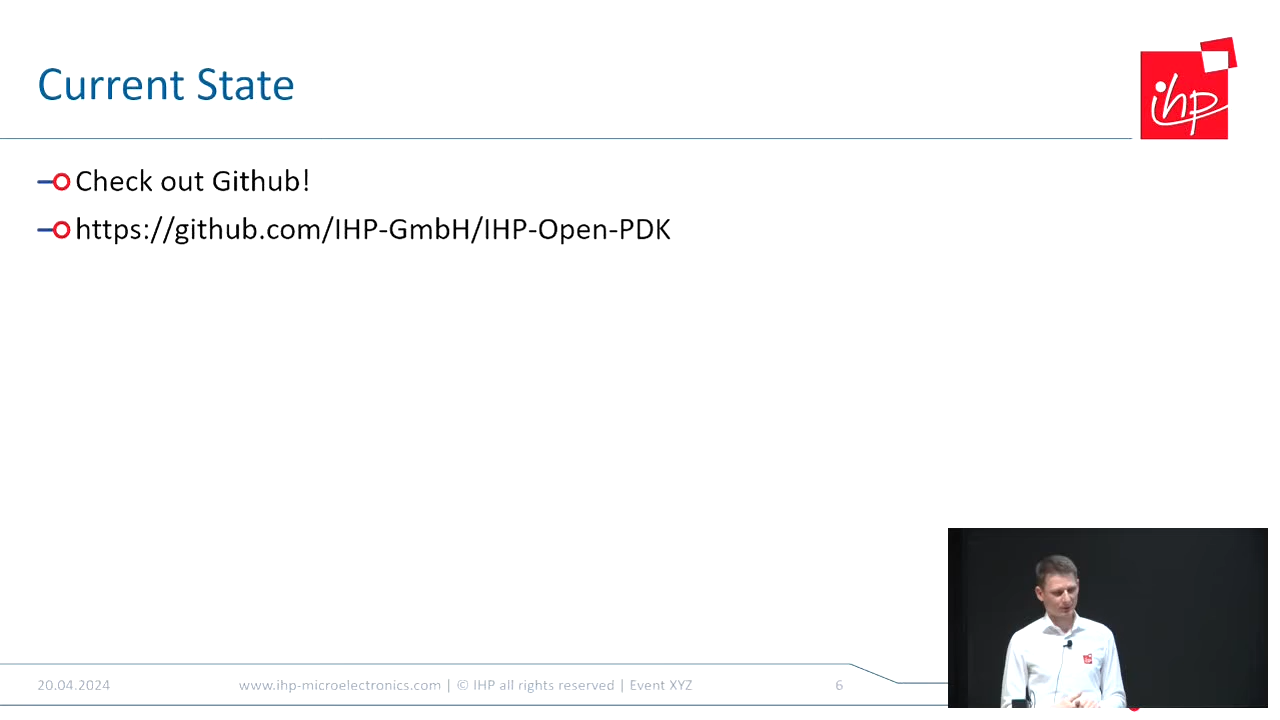 Current State
ihp
Check out Github!
https://github.com/IHP-GmbH/IHP-Open-PDK
20.04.2024
www.ihp-microelectronics.com | © IHP all rights reserved | Event XYZ
6